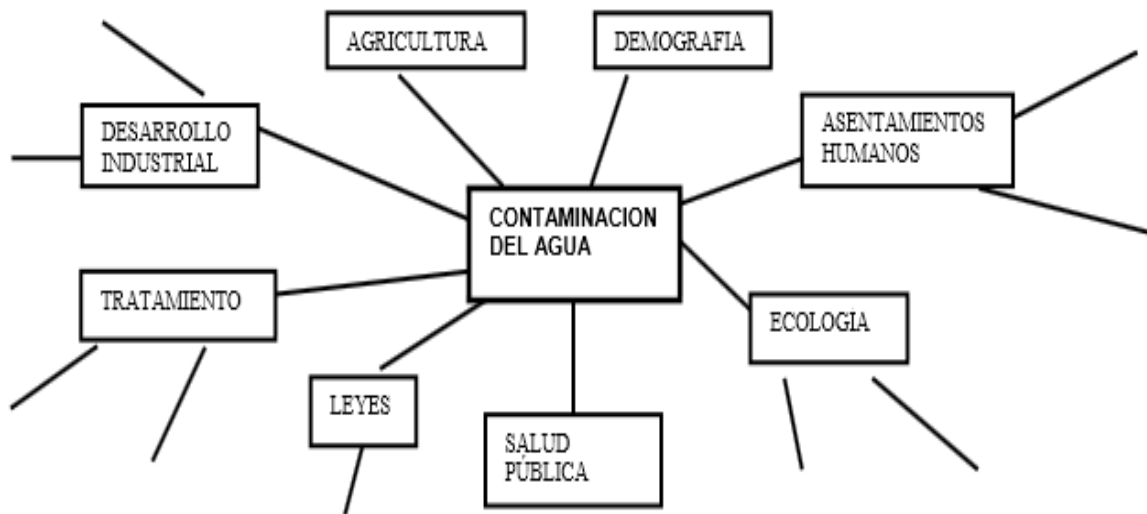 AGRICULTURA
DEMOGRAFIA
DESARROLLO
INDUSTRIAL
ASENTAMIENTOS
HUMANOS
CONTAMINACION
DEL AGUA
TRATAMIENTO
ECOLOGIA
LEYES
SALUD
PÚBLICA